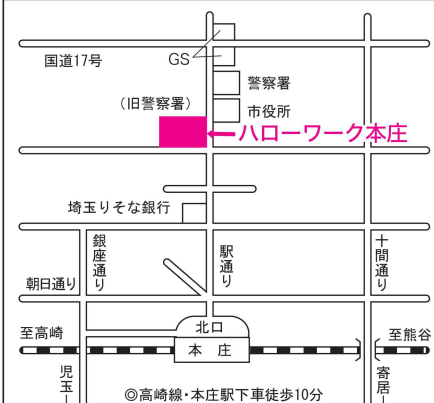 国道17号
GS
警察署
(旧警察署)
市役所
ハローワーク本庄
埼玉りそな銀行
銀座通り
駅通り
十間通り
朝日通り
北口
至高崎
本庄
至熊谷
児玉
寄居
◎高崎線・本庄駅下車徒歩10分